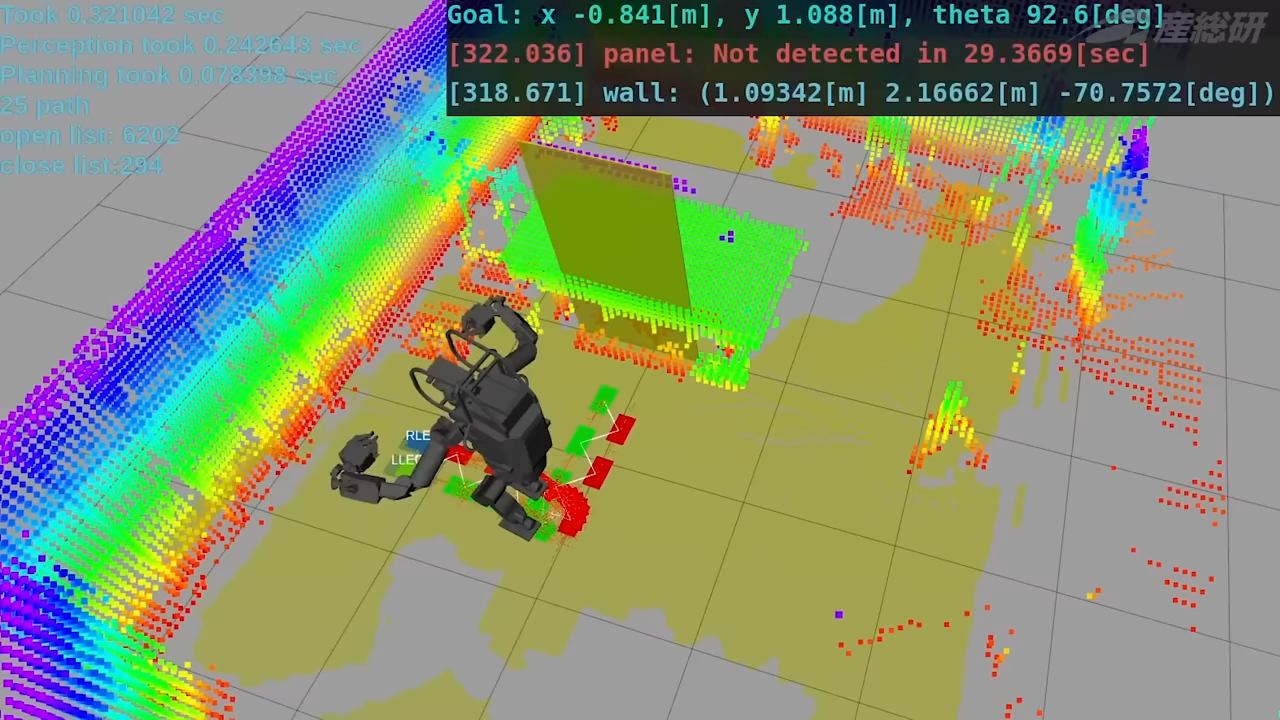 Took 0.321042 sec
Perception took 0.242643 sec
Planning took 0.078398 sec
25 path
open list: 6202
close list:294
Goal: x -0.841[m], y 1.088[m], theta 92.6[deg]
[322.036] panel: Not detected in 29.3669[sec]
[318.671] wall: (1.09342[m] 2.16662[m] -70.7572[deg])
産総研
RLE
LLEG